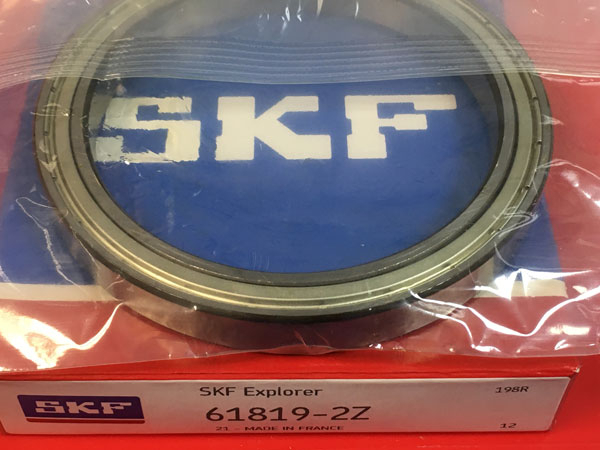 SKF
SKF Explorer
198R
SKF
61819-2Z
21 - MADE IN FRANCE
12